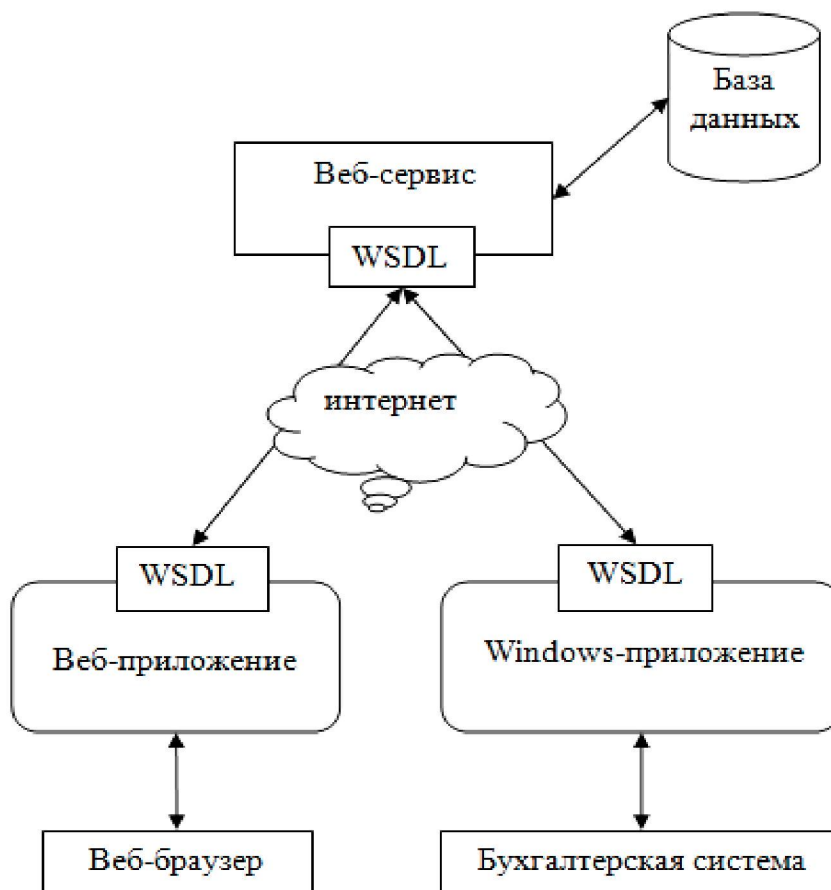 База
данных
Веб-сервис
WSDL
интернет
WSDL
WSDL
Веб-приложение
Windows-приложение
Веб-браузер
Бухгалтерская система